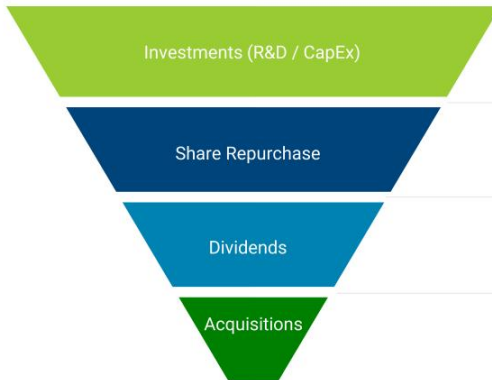 Investments (R&D / CapEx)
Share Repurchase
Dividends
Acquisitions